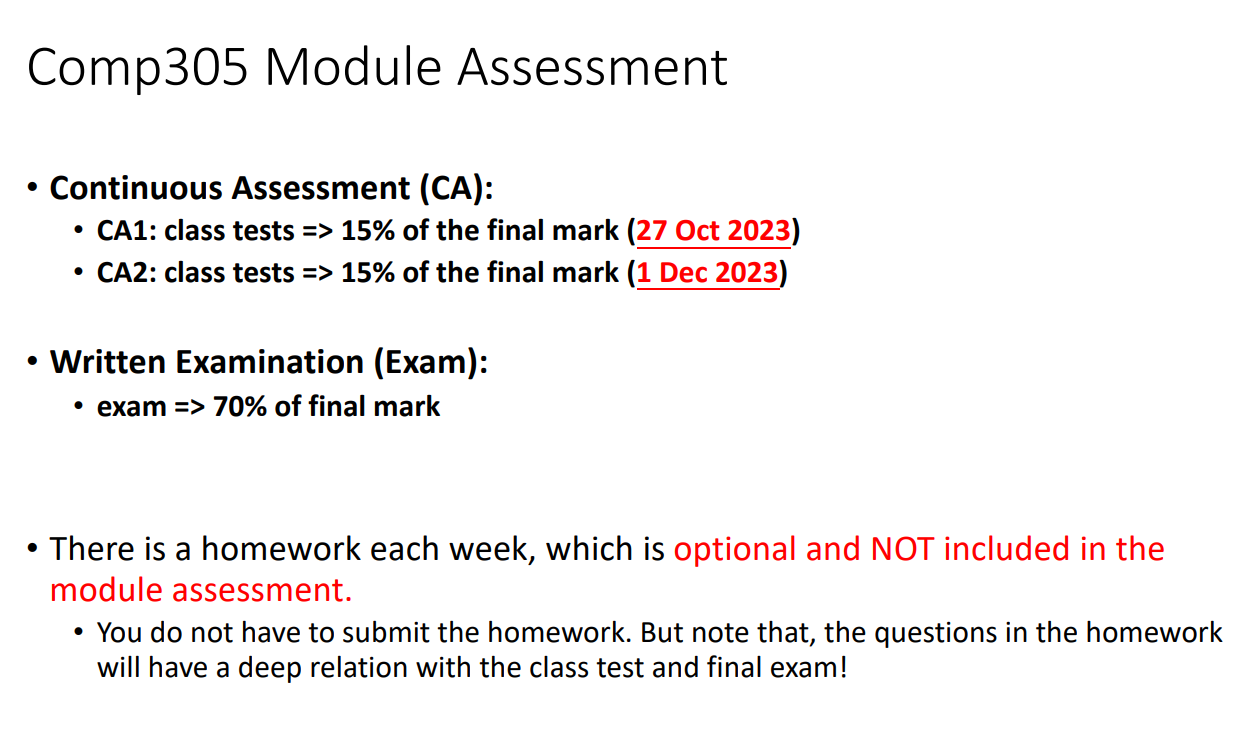 Comp305 Module Assessment
• Continuous Assessment (CA):
• CA1: class tests => 15% of the final mark (27 Oct 2023)
• CA2: class tests => 15% of the final mark (1 Dec 2023)
• Written Examination (Exam):
• exam => 70% of final mark
• There is a homework each week, which is optional and NOT included in the
module assessment.
• You do not have to submit the homework. But note that, the questions in the homework
will have a deep relation with the class test and final exam!